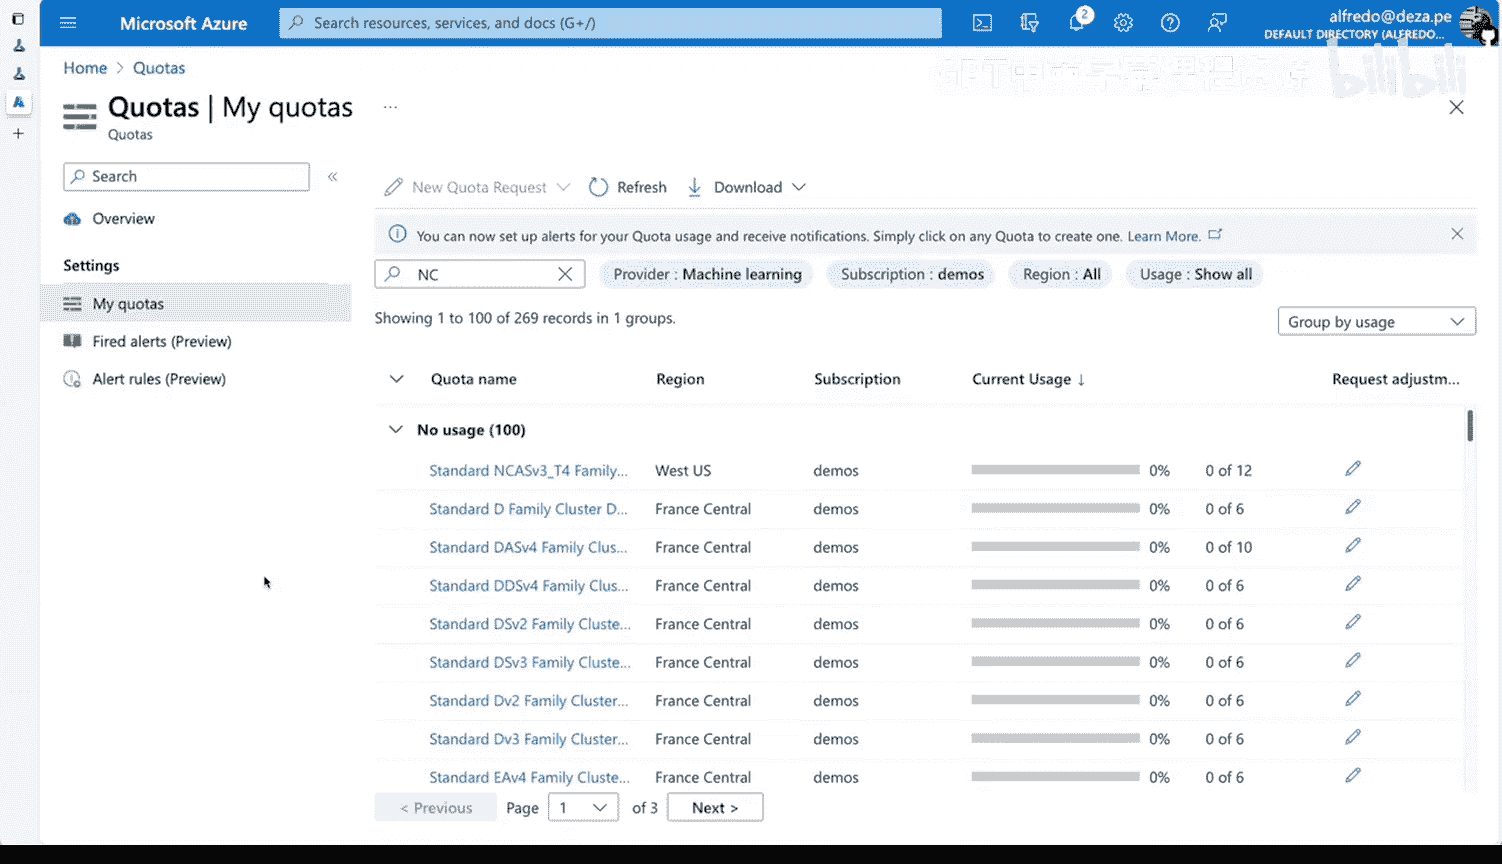 Microsoft Azure
Search resources, services, and docs (G+/)
2
alfredo@deza.pe
DEFAULT DIRECTORY (ALFREDO...
Home > Quotas
bilibili
Quotas | My quotas ...
Quotas
Search
«
New Quota Request
Refresh
Download
Overview
You can now set up alerts for your Quota usage and receive notifications. Simply click on any Quota to create one. Learn More.
Settings
NC
Provider : Machine learning
Subscription : demos
Region : All
Usage : Show all
My quotas
Showing 1 to 100 of 269 records in 1 groups.
Group by usage
Fired alerts (Preview)
Alert rules (Preview)
Quota name Region Subscription Current Usage ↓ Request adjustm...
No usage (100)
Standard NCASv3_T4 Family... West US demos 0% 0 of 12
Standard D Family Cluster D... France Central demos 0% 0 of 6
Standard DASv4 Family Clus... France Central demos 0% 0 of 10
Standard DDSv4 Family Clus... France Central demos 0% 0 of 6
Standard DSv2 Family Cluste... France Central demos 0% 0 of 6
Standard DSv3 Family Cluste... France Central demos 0% 0 of 6
Standard Dv2 Family Cluster... France Central demos 0% 0 of 6
Standard Dv3 Family Cluster... France Central demos 0% 0 of 6
Standard EAv4 Family Cluste... France Central demos 0% 0 of 6
< Previous Page 1 of 3 Next >